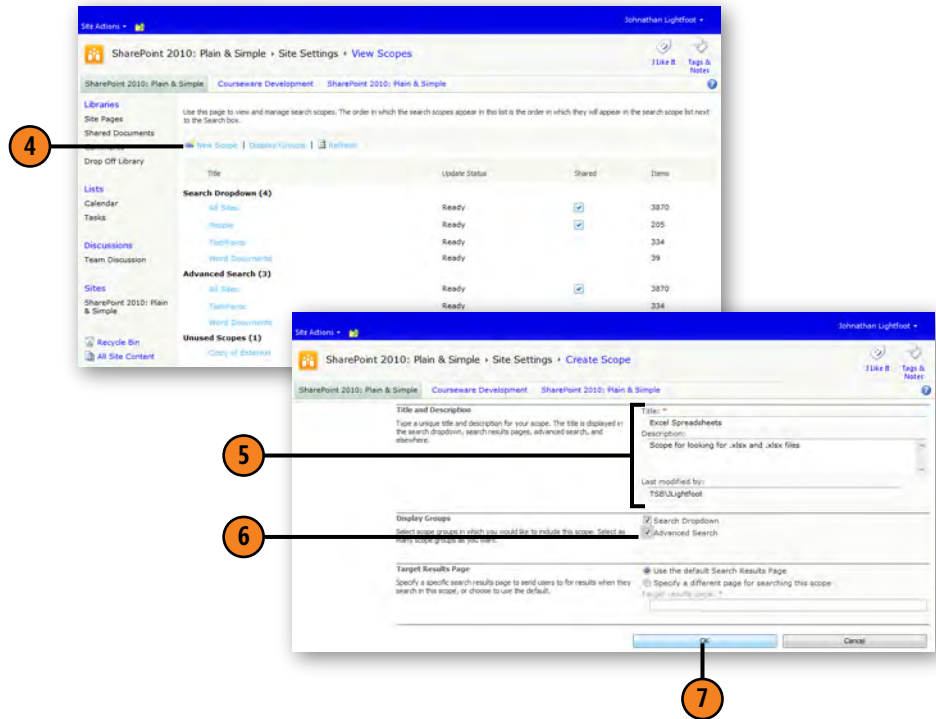 Site Actions
Johnathan Lightfoot
SharePoint 2010: Plain & Simple › Site Settings › View Scopes
I Like It
Tags & Notes
SharePoint 2010: Plain & Simple Courseware Development SharePoint 2010: Plain & Simple
Libraries
Site Pages
Shared Documents
Drop Off Library
Lists
Calendar
Tasks
Discussions
Team Discussion
Sites
SharePoint 2010: Plain
& Simple
Recycle Bin
All Site Content
Use this page to view and manage search scopes. The order in which the search scopes appear in this list is the order in which they will appear in the search scope list next
to the Search box.
4
New Scope | Display Groups | Refresh
Title Update Status Shared Items
Search Dropdown (4)
All Sites Ready 3870
People Ready 205
Ready 334
Word Documents Ready 39
Advanced Search (3)
All Sites Ready 3870
Ready 334
Word Documents
Unused Scopes (1)
Copy of External
Site Actions
Johnathan Lightfoot
SharePoint 2010: Plain & Simple › Site Settings › Create Scope
I Like It
Tags &
Notes
SharePoint 2010: Plain & Simple Courseware Development SharePoint 2010: Plain & Simple
Title and Description
Type a unique title and description for your scope. The title is displayed in
the search dropdown, search results pages, advanced search, and
elsewhere.
5
Title: *
Excel Spreadsheets
Description:
Scope for looking for .xlsx and .xlsx files
Last modified by:
TSB\JLightfoot
Display Groups
Select scope groups in which you would like to include this scope. Select as
many scope groups as you want.
6
Search Dropdown
Advanced Search
Target Results Page
Specify a specific search results page to send users to for results when they
search in this scope, or choose to use the default.
Use the default Search Results Page
Specify a different page for searching this scope
Target results page: *
OK Cancel
7